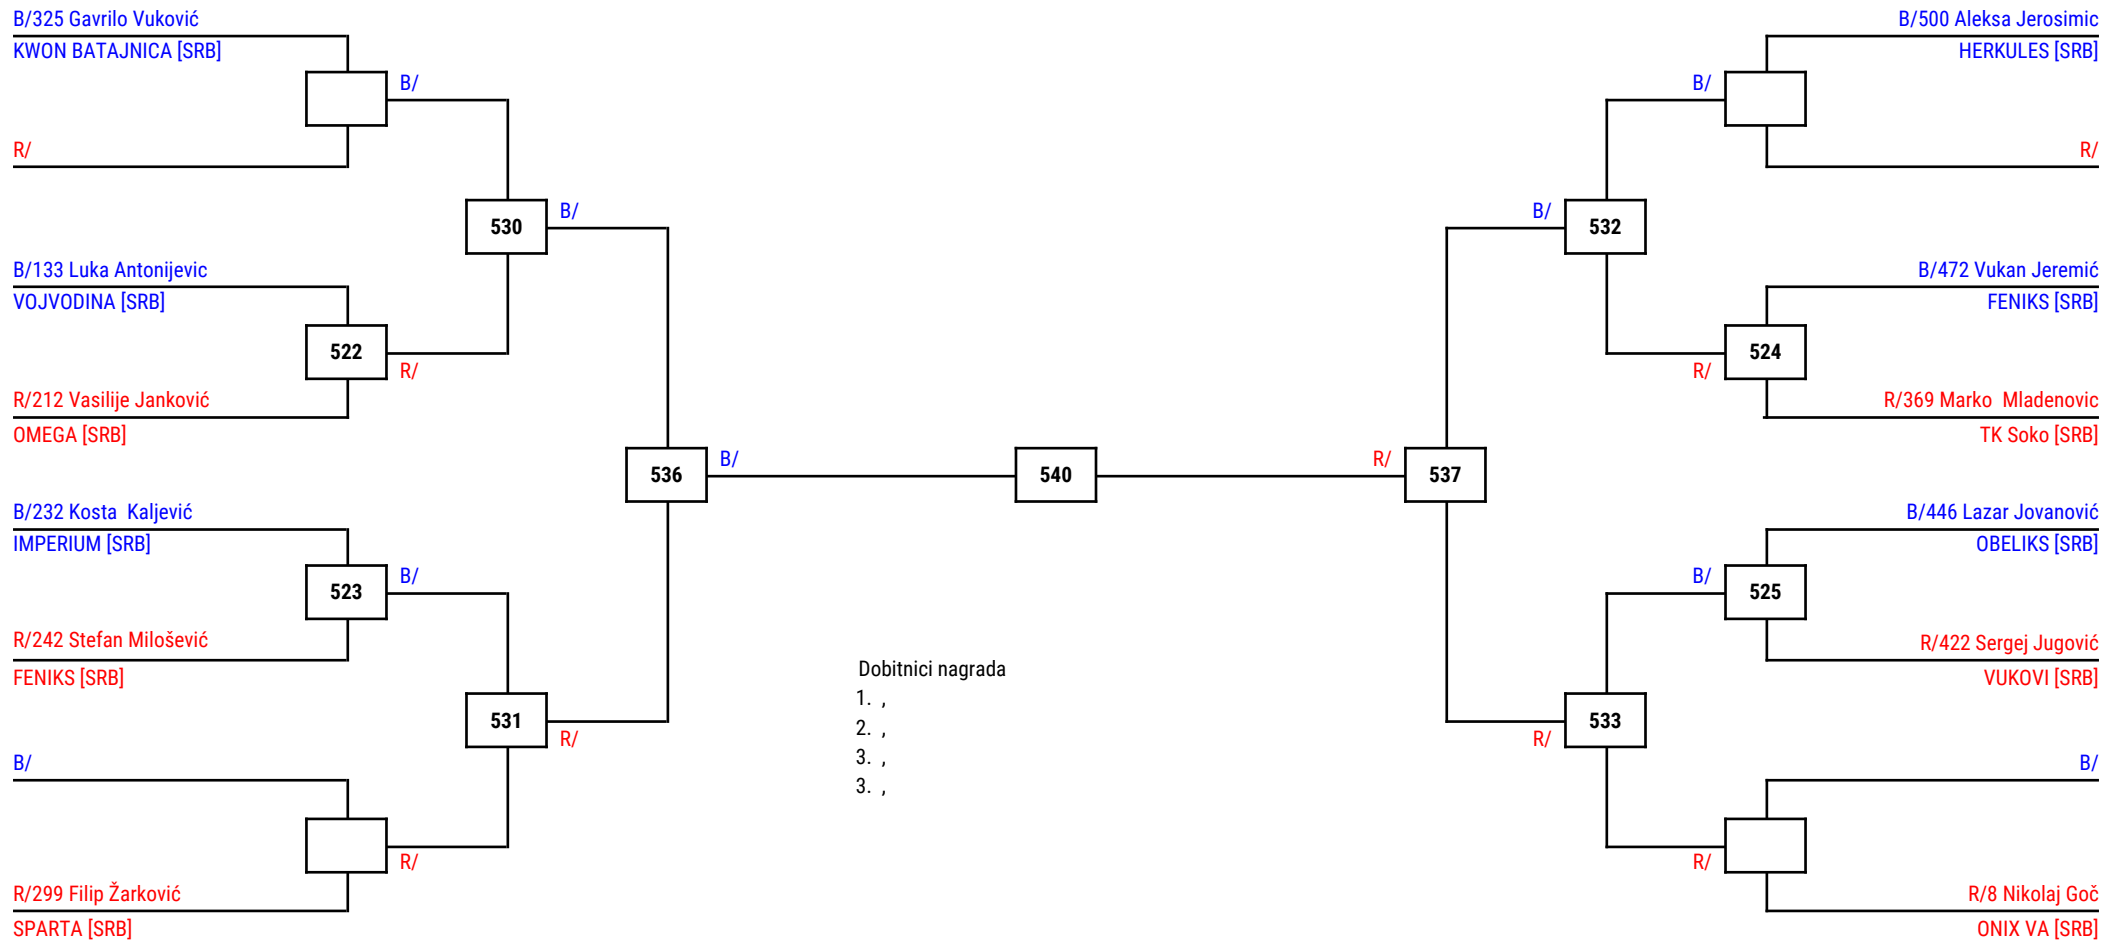 B/325 Gavrilo Vuković
KWON BATAJNICA [SRB]
B/
R/
530
B/
B/133 Luka Antonijevic
VOJVODINA [SRB]
522
R/
R/212 Vasilije Janković
OMEGA [SRB]
536
B/
B/232 Kosta  Kaljević
IMPERIUM [SRB]
523
B/
R/242 Stefan Milošević
FENIKS [SRB]
531
R/
B/
R/
R/299 Filip Žarković
SPARTA [SRB]
540
Dobitnici nagrada
1. ,
2. ,
3. ,
3. ,
B/500 Aleksa Jerosimic
HERKULES [SRB]
B/
R/
B/
532
B/472 Vukan Jeremić
FENIKS [SRB]
524
R/
R/369 Marko  Mladenovic
TK Soko [SRB]
R/
537
B/446 Lazar Jovanović
OBELIKS [SRB]
B/
525
R/422 Sergej Jugović
VUKOVI [SRB]
533
R/
B/
R/
R/8 Nikolaj Goč
ONIX VA [SRB]